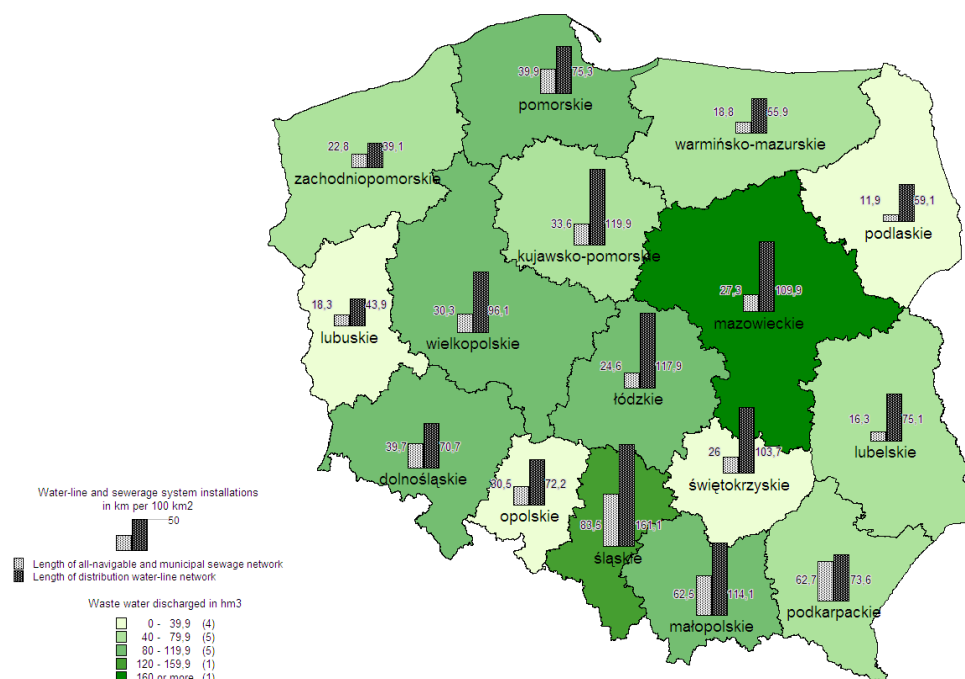 39,9 75,3
pomorskie
18,8 55,9
warmińsko-mazurskie
22,8 39,1
zachodniopomorskie
11,9 59,1
podlaskie
33,6 119,9
kujawsko-pomorskie
27,3 109,9
mazowieckie
18,3 43,9
lubuskie
30,3 96,1
wielkopolskie
24,6 117,9
łódzkie
16,3 75,1
lubelskie
39,7 70,7
dolnośląskie
26 103,7
świętokrzyskie
30,5 72,2
opolskie
83,5 161,1
śląskie
62,5 114,1
małopolskie
62,7 73,6
podkarpackie
Water-line and sewerage system installations
in km per 100 km2
50
Length of all-navigable and municipal sewage network
Length of distribution water-line network
Waste water discharged in hm3
0 - 39,9 (4)
40 - 79,9 (5)
80 - 119,9 (5)
120 - 159,9 (1)
160 or more (1)